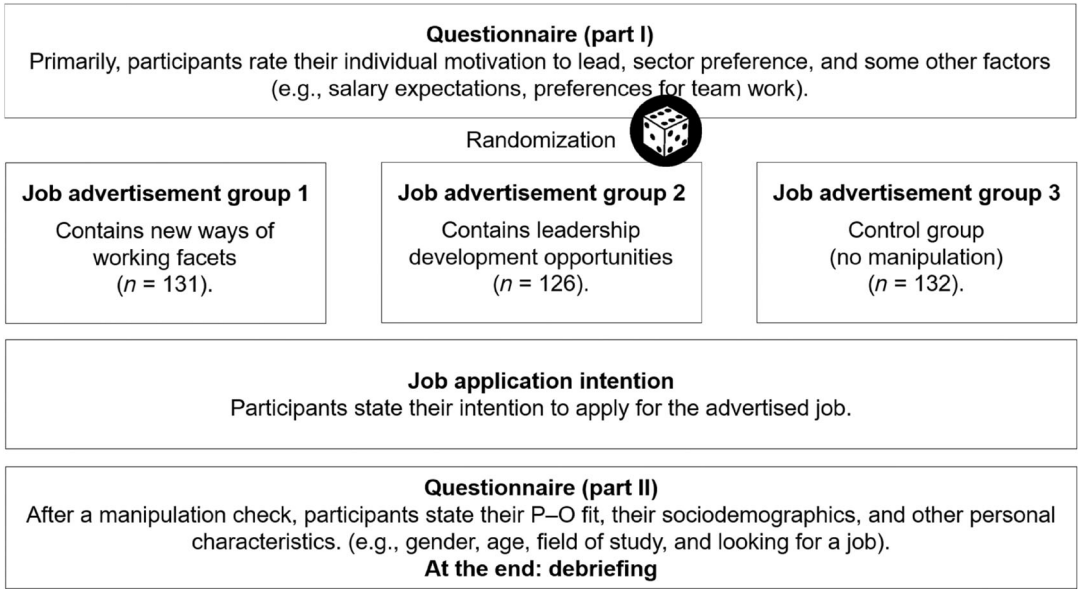 Questionnaire (part I)
Primarily, participants rate their individual motivation to lead, sector preference, and some other factors
(e.g., salary expectations, preferences for team work).
Randomization
Job advertisement group 1
Contains new ways of
working facets
(n = 131).
Job advertisement group 2
Contains leadership
development opportunities
(n = 126).
Job advertisement group 3
Control group
(no manipulation)
(n = 132).
Job application intention
Participants state their intention to apply for the advertised job.
Questionnaire (part II)
After a manipulation check, participants state their P–O fit, their sociodemographics, and other personal
characteristics. (e.g., gender, age, field of study, and looking for a job).
At the end: debriefing